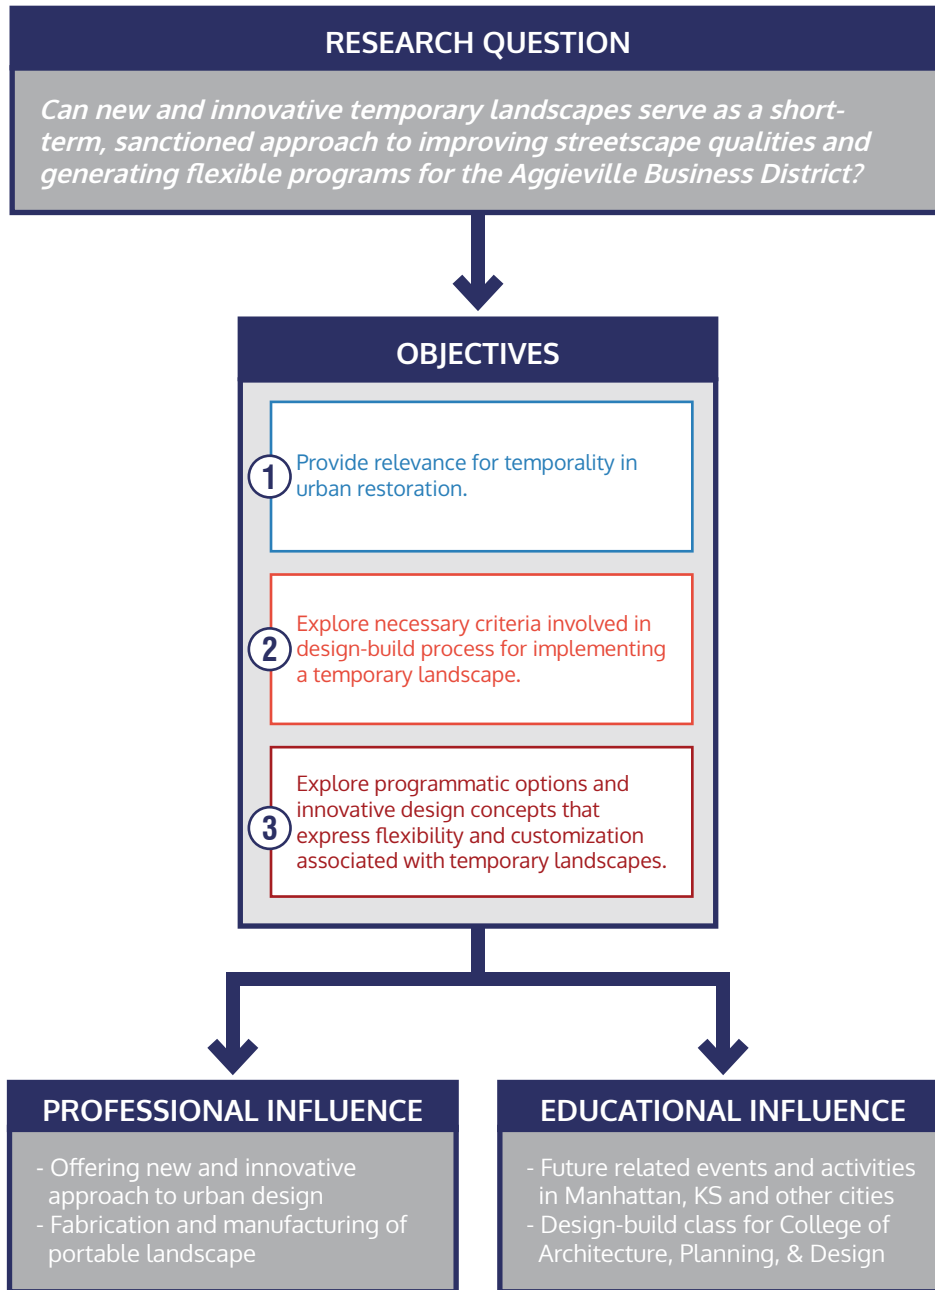 RESEARCH QUESTION
Can new and innovative temporary landscapes serve as a short-
term, sanctioned approach to improving streetscape qualities and
generating flexible programs for the Aggieville Business District?
OBJECTIVES
1
Provide relevance for temporality in
urban restoration.
2
Explore necessary criteria involved in
design-build process for implementing
a temporary landscape.
3
Explore programmatic options and
innovative design concepts that
express flexibility and customization
associated with temporary landscapes.
PROFESSIONAL INFLUENCE
- Offering new and innovative
approach to urban design
- Fabrication and manufacturing of
portable landscape
EDUCATIONAL INFLUENCE
- Future related events and activities
in Manhattan, KS and other cities
- Design-build class for College of
Architecture, Planning, & Design